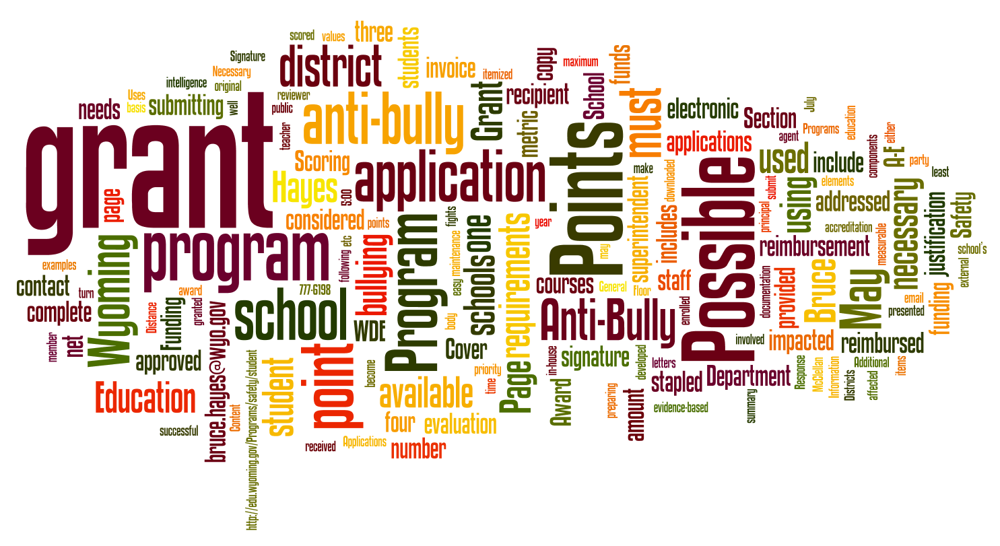 scored
values
three
students
Signature
district
invoice
itemized
copy
maximum
funds
Necessary
intelligence
original
Uses
basis
submitting
well
needs
reviewer
public
teacher
anti-bully
Grant
recipient
School
must
metric
electronic
Section
July
agent
Programs
education
either
applications
grant
page
Scoring
Hayes
5:00
application
Points
make
downloaded
used
include
components
A-E
party
least
elements
submit
using
addressed
necessary
justification
Safety
considered
points
fights
year
superintendent
includes
Possible
principal
accreditation
measurable
school's
external
program
Wyoming
following
etc
bullying
Program
maintenance
easy
schools
one
requirements
may
reimbursement
examples
contact
turn
complete
award
777-6198
courses
General
floor
staff
documentation
provided
Bruce
May
email
presented
funding
member
net
Distance
Funding
granted
school
WDE
body
Cover
Anti-Bully
enrolled
involved
impacted
reimbursed
approved
bruce.hayes@wyo.gov
http://edu.wyoming.gov/Programs/safety/student
student
point
become
priority
time
Page
in-house
signature
developed
letters
stapled
Department
Response
McClellan
Information
Districts
Additional
affected
items
Education
Content
successful
available
four
evaluation
Award
preparing
amount
evidence-based
summary
received
Applications
number